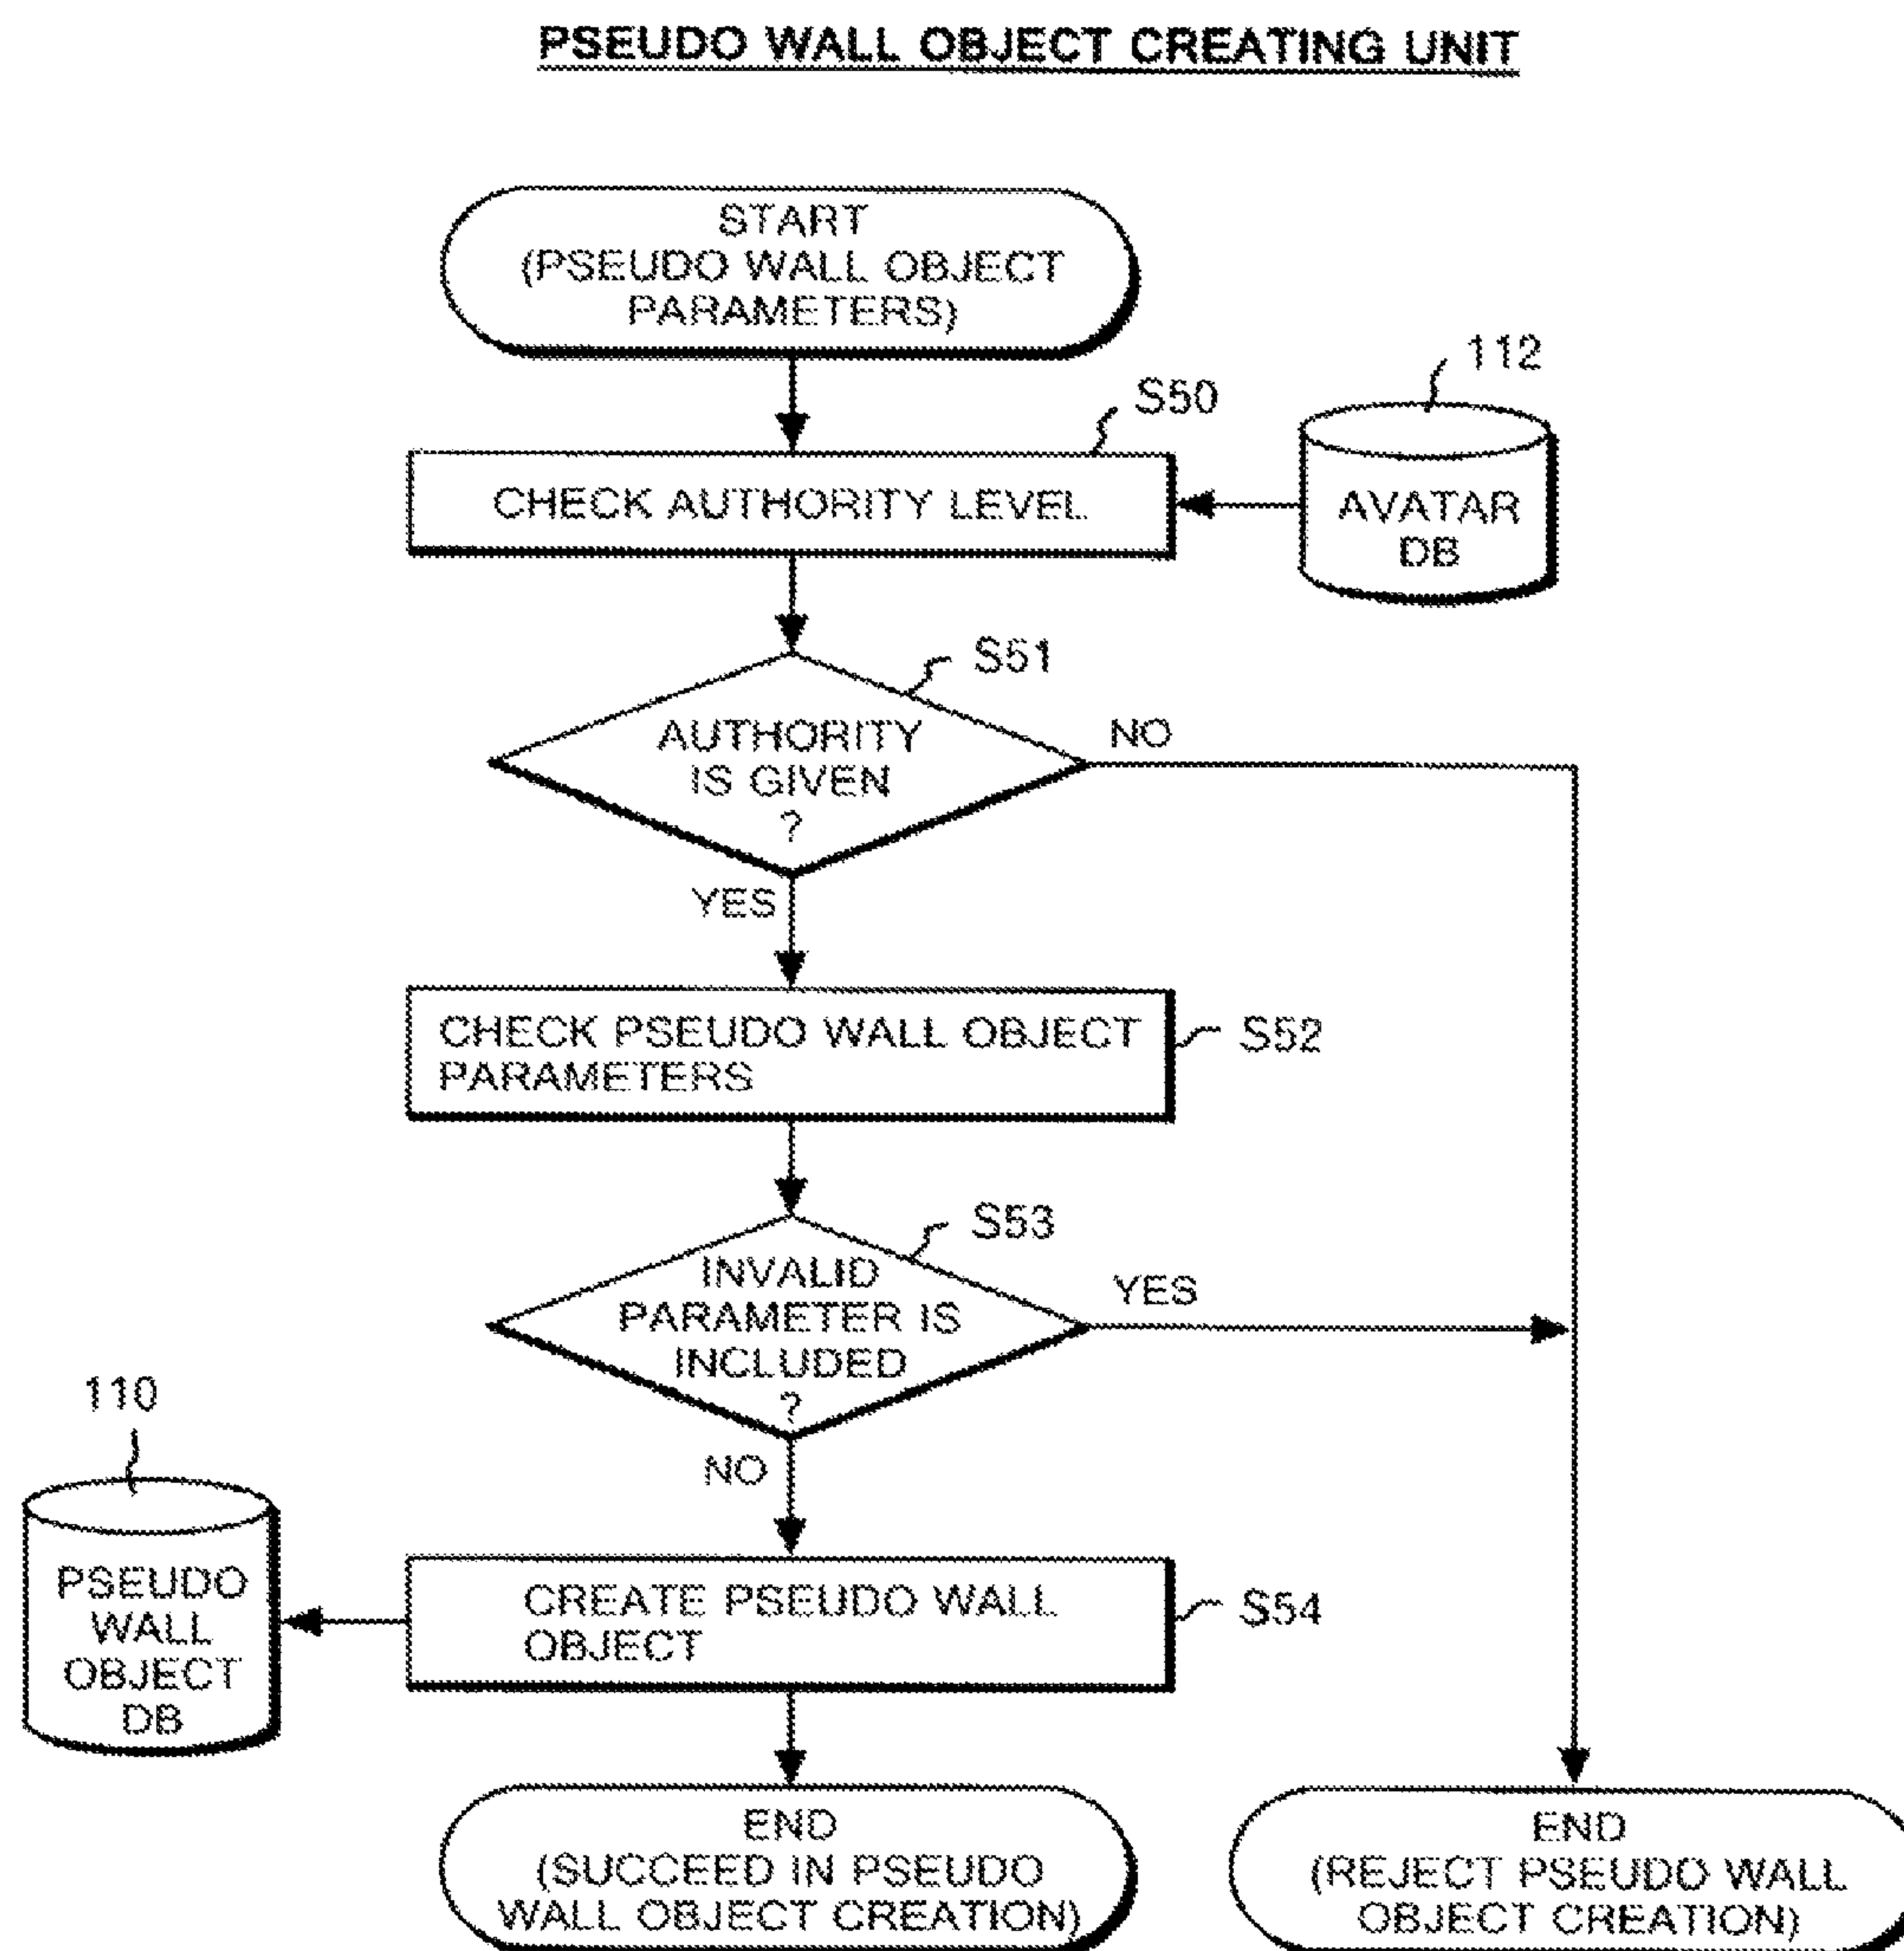 PSEUDO WALL OBJECT CREATING UNIT
START
(PSEUDO WALL OBJECT
PARAMETERS)
112
S50
CHECK AUTHORITY LEVEL
AVATAR
DB
S51
AUTHORITY
IS GIVEN
?
NO
YES
CHECK PSEUDO WALL OBJECT
PARAMETERS
S52
S53
INVALID
PARAMETER IS
INCLUDED
?
YES
NO
110
PSEUDO
WALL
OBJECT
DB
CREATE PSEUDO WALL
OBJECT
S54
END
(SUCCEED IN PSEUDO
WALL OBJECT CREATION)
END
(REJECT PSEUDO WALL
OBJECT CREATION)